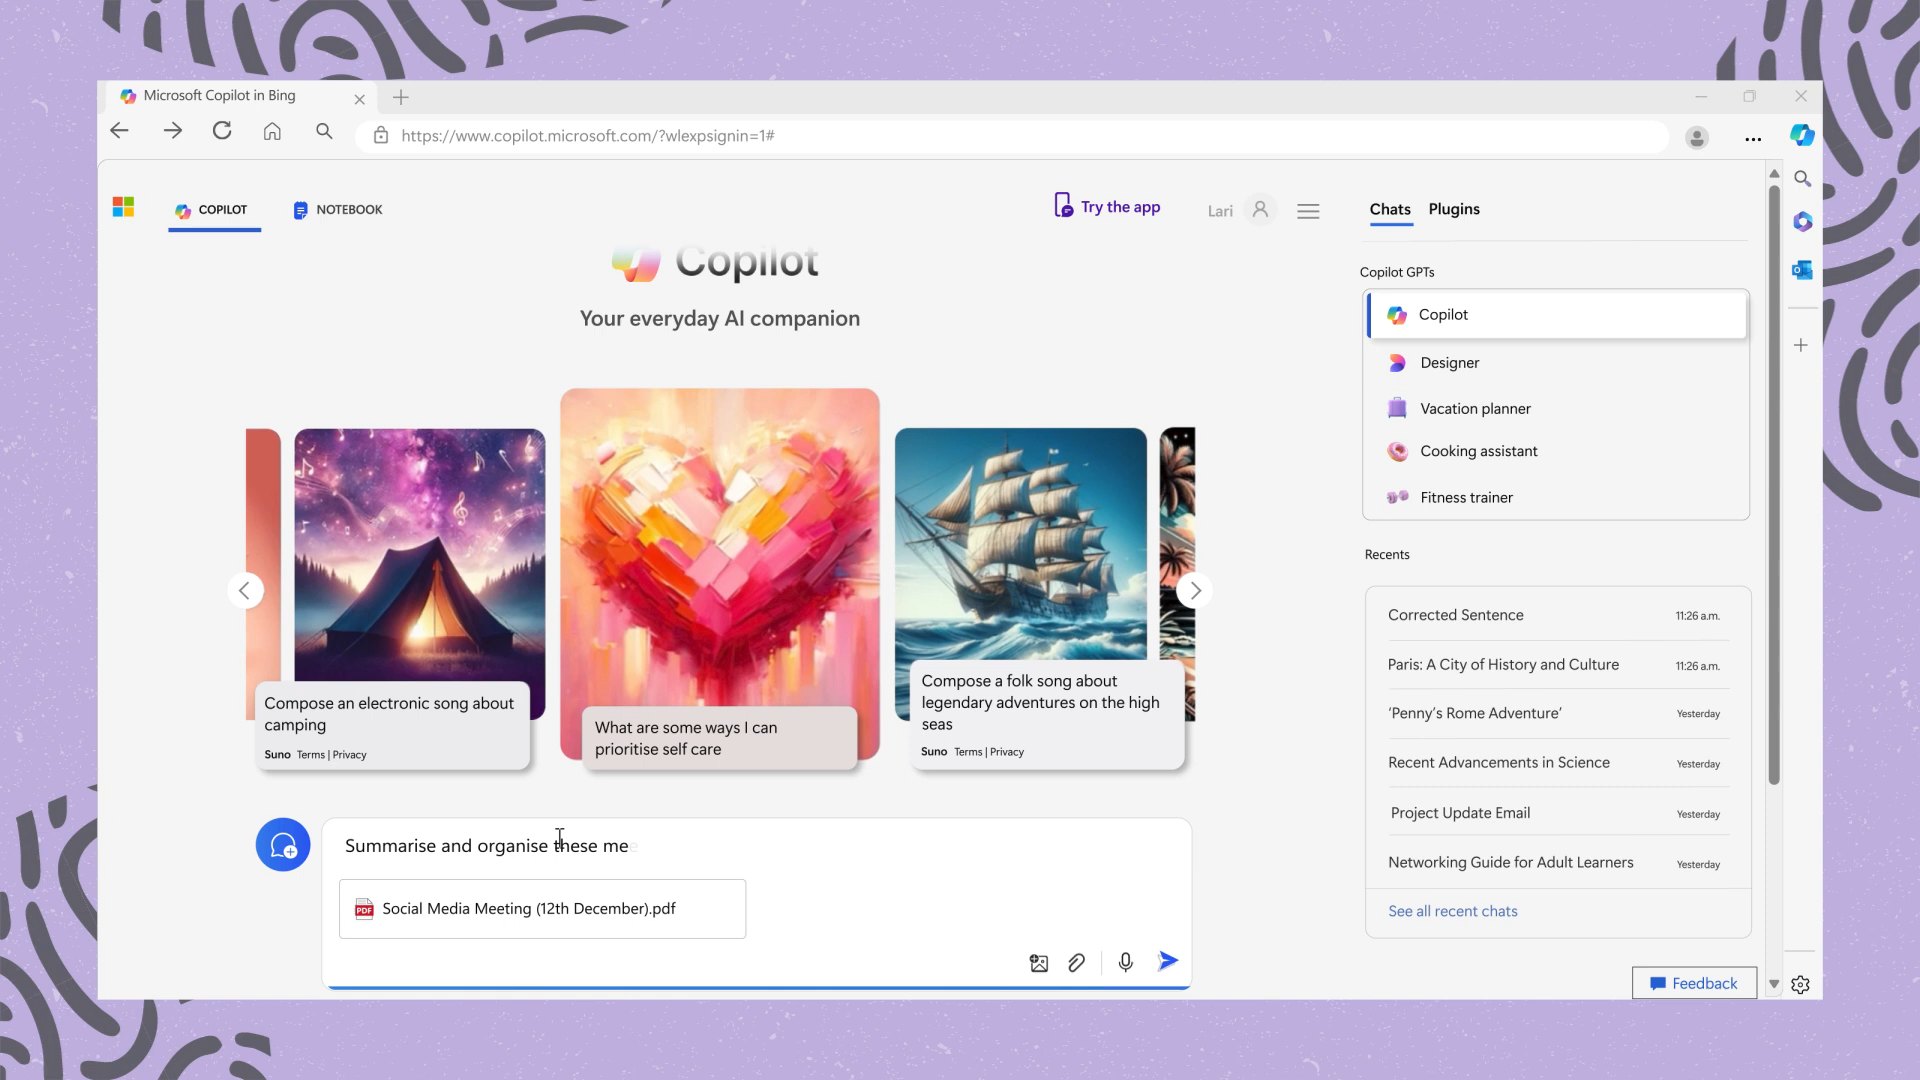 Microsoft Copilot in Bing
https://www.copilot.microsoft.com/?wlexpsignin=1#
COPILOT
NOTEBOOK
Try the app
Lari
Chats
Plugins
Copilot
Your everyday AI companion
Copilot GPTs
Copilot
Designer
Vacation planner
Cooking assistant
Fitness trainer
Compose an electronic song about
camping
Suno Terms | Privacy
What are some ways I can
prioritise self care
Compose a folk song about
legendary adventures on the high
seas
Suno Terms | Privacy
Recents
Corrected Sentence 11:26 a.m.
Paris: A City of History and Culture 11:26 a.m.
‘Penny’s Rome Adventure’ Yesterday
Recent Advancements in Science Yesterday
Project Update Email Yesterday
Networking Guide for Adult Learners Yesterday
See all recent chats
Summarise and organise these mee
PDF Social Media Meeting (12th December).pdf
Feedback